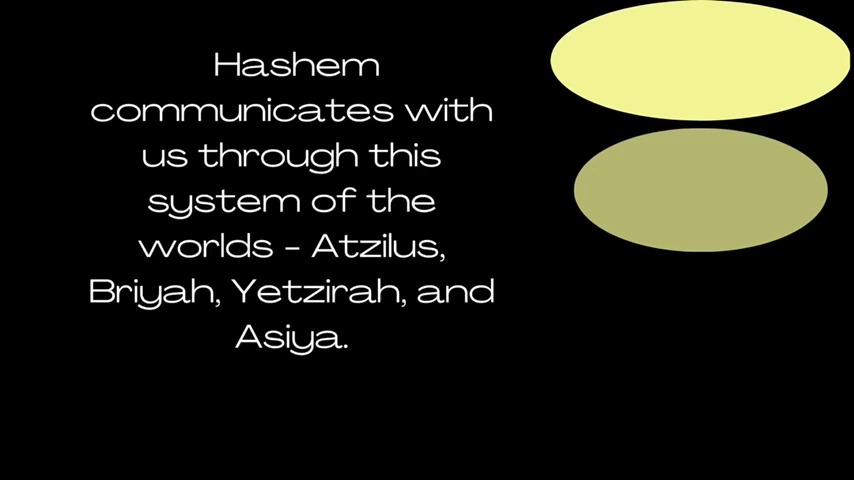 Hashem
communicates with
us through this
system of the
worlds - Atzilus,
Briyah, Yetzirah, and
Asiya.